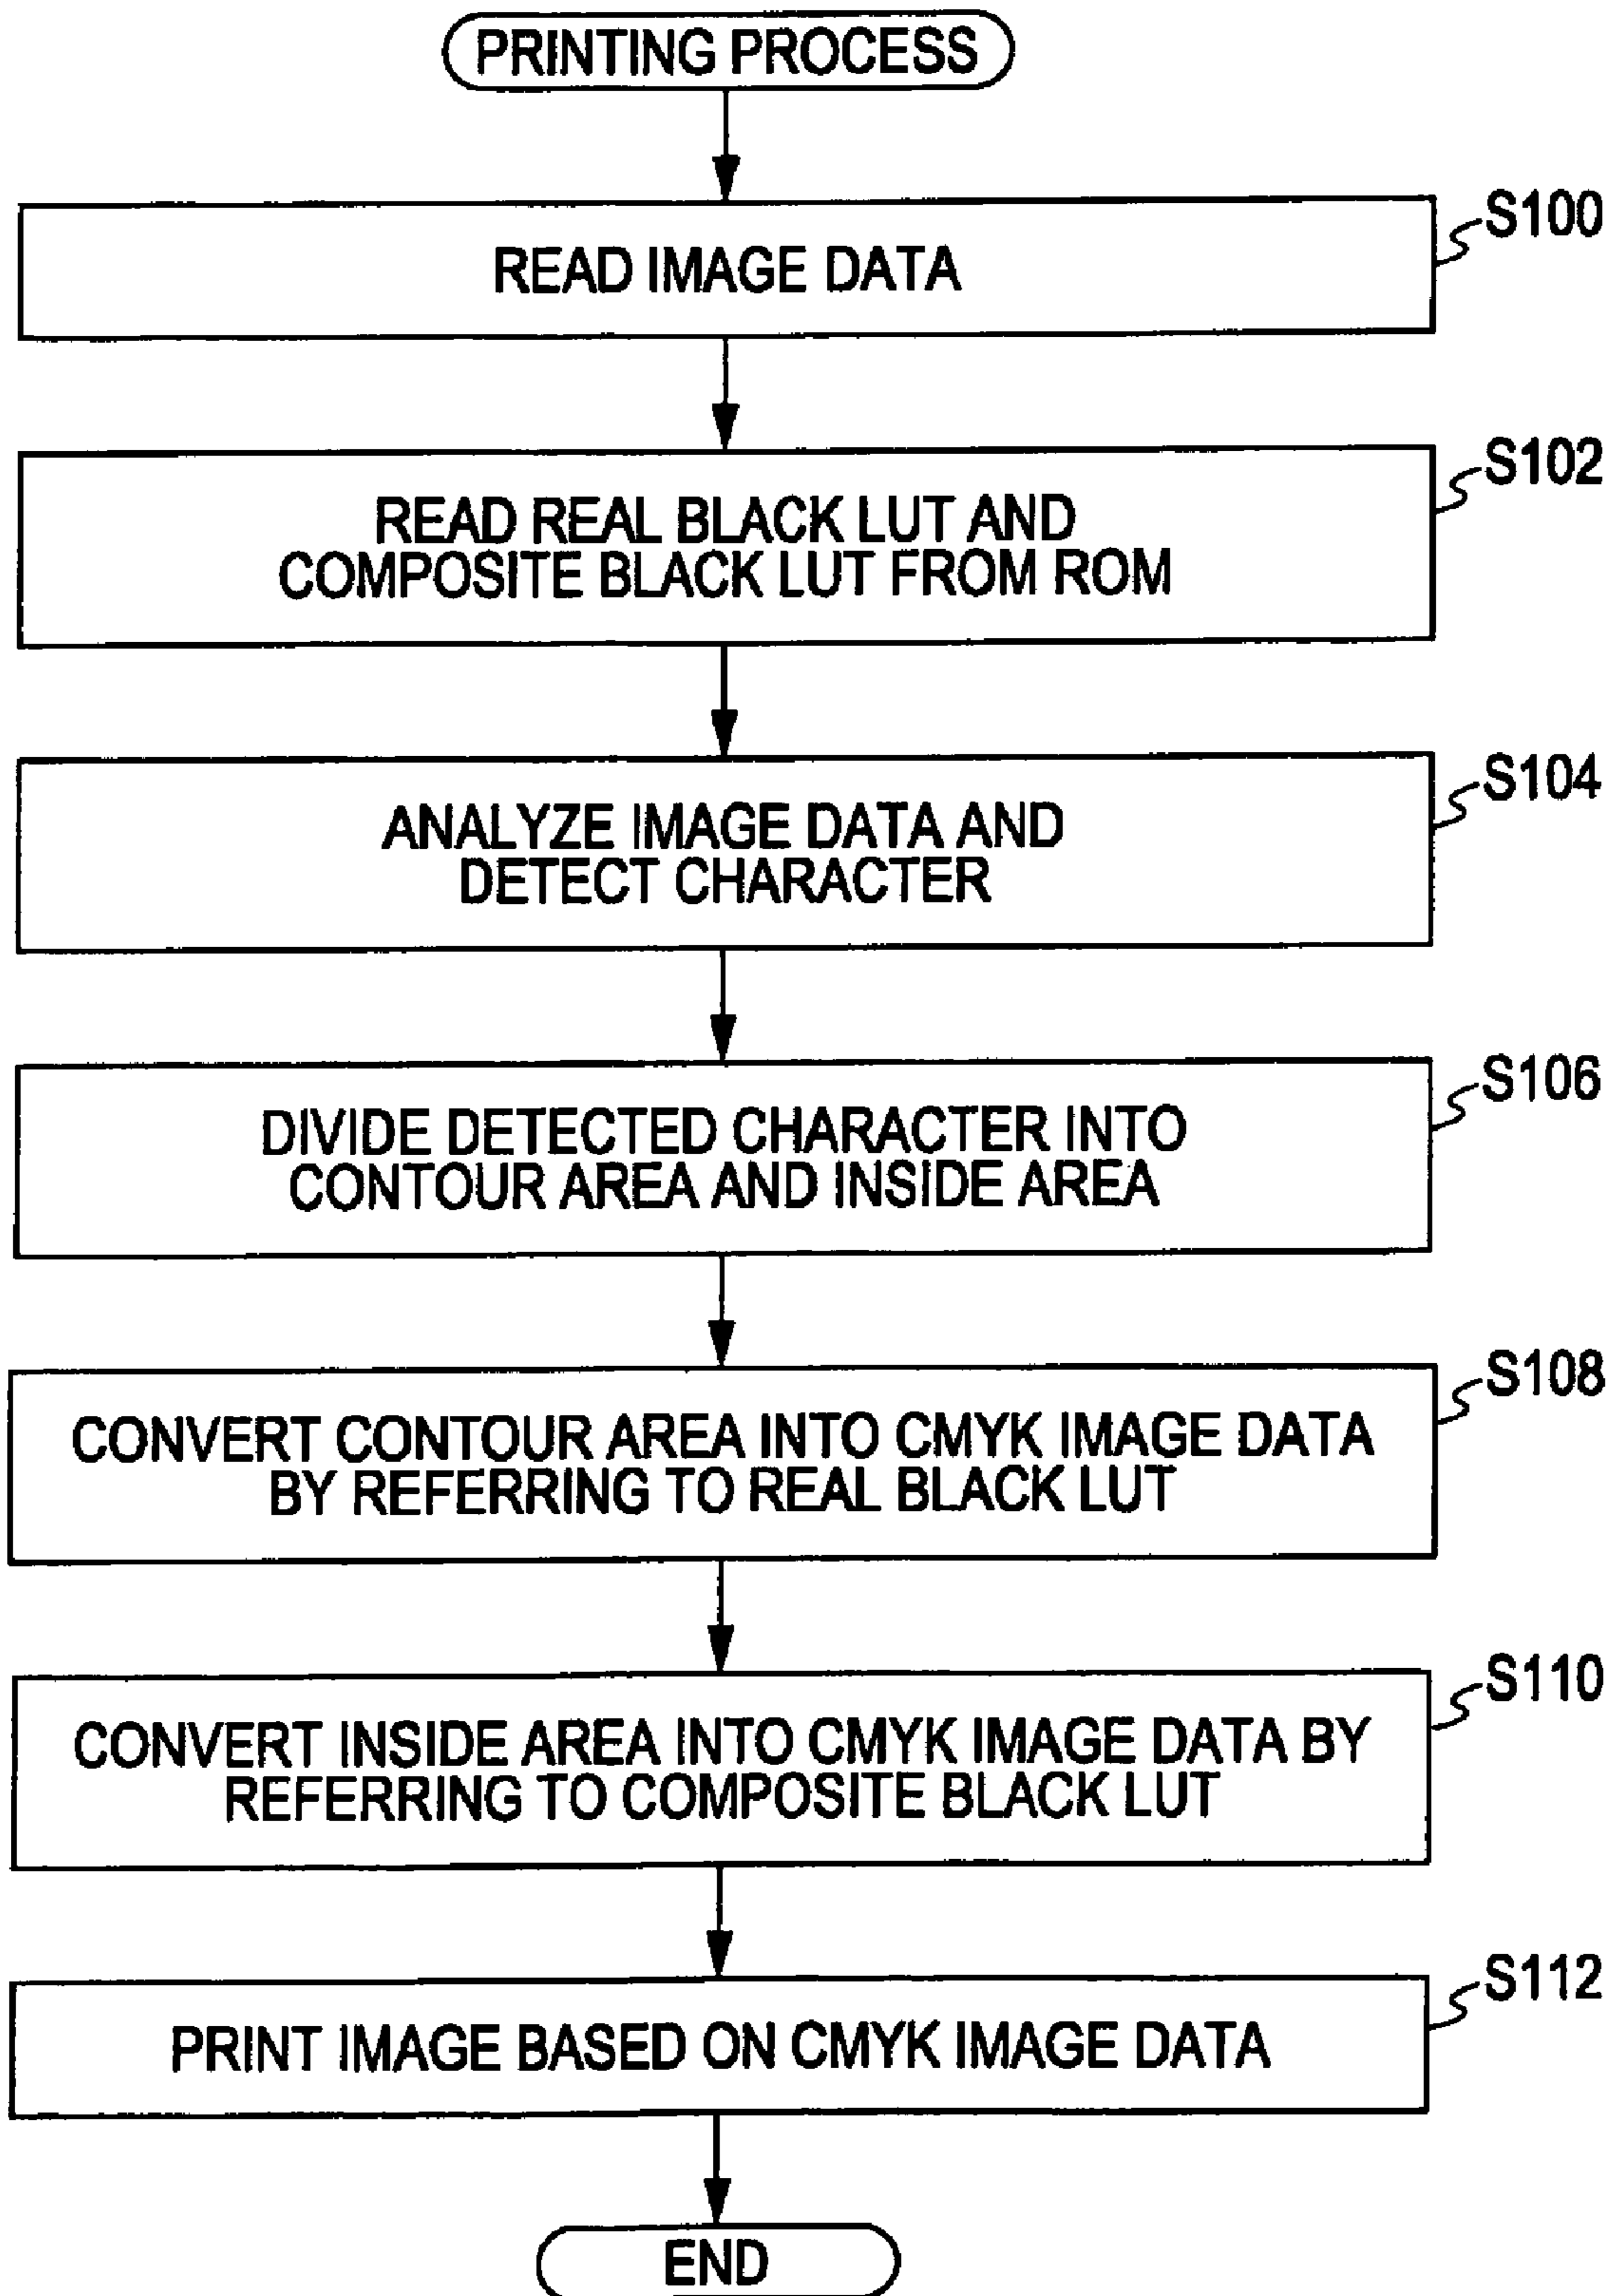 PRINTING PROCESS
S100
READ IMAGE DATA
S102
READ REAL BLACK LUT AND
COMPOSITE BLACK LUT FROM ROM
S104
ANALYZE IMAGE DATA AND
DETECT CHARACTER
S106
DIVIDE DETECTED CHARACTER INTO
CONTOUR AREA AND INSIDE AREA
S108
CONVERT CONTOUR AREA INTO CMYK IMAGE DATA
BY REFERRING TO REAL BLACK LUT
S110
CONVERT INSIDE AREA INTO CMYK IMAGE DATA BY
REFERRING TO COMPOSITE BLACK LUT
S112
PRINT IMAGE BASED ON CMYK IMAGE DATA
END